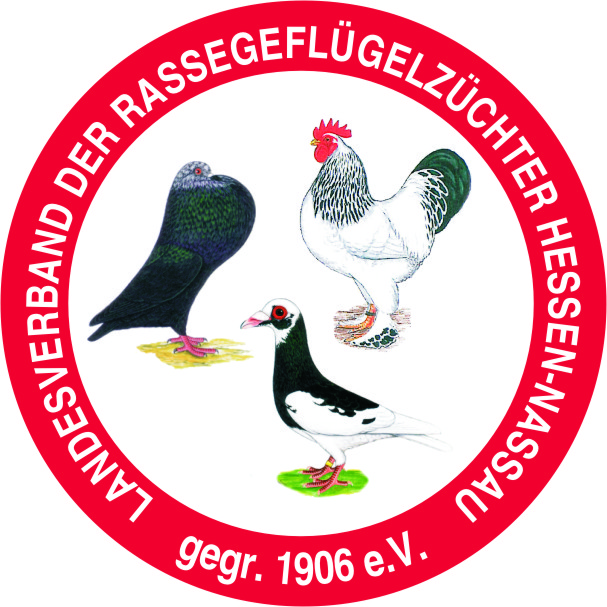 LANDESVERBAND DER RASSEGEFLÜGELZÜCHTER HESSEN-NASSAU
gegr. 1906 e.V.